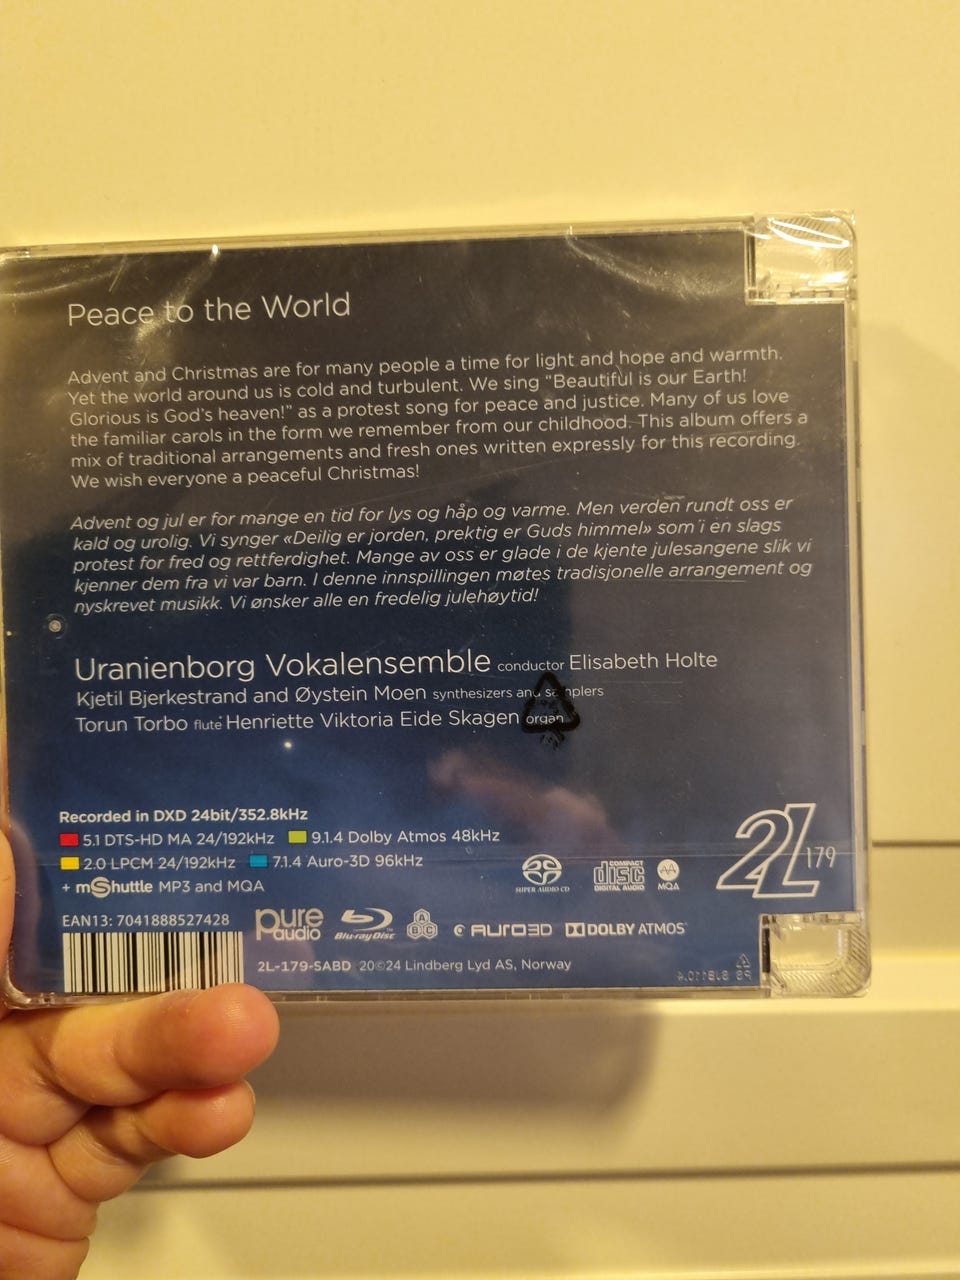 Peace to the World
Advent and Christmas are for many people a time for light and hope and warmth.
Yet the world around us is cold and turbulent. We sing “Beautiful is our Earth!
Glorious is God’s heaven!” as a protest song for peace and justice. Many of us love
the familiar carols in the form we remember from our childhood. This album offers a
mix of traditional arrangements and fresh ones written expressly for this recording.
We wish everyone a peaceful Christmas!
Advent og jul er for mange en tid for lys og håp og varme. Men verden rundt oss er
kald og urolig. Vi synger «Deilig er jorden, prektig er Guds himmel» som i en slags
protest for fred og rettferdighet. Mange av oss er glade i de kjente julesangene slik vi
kjenner dem fra vi var barn. I denne innspillingen møtes tradisjonelle arrangement og
nyskrevet musikk. Vi ønsker alle en fredelig julehøytid!
Uranienborg Vokalensemble conductor Elisabeth Holte
Kjetil Bjerkestrand and Øystein Moen synthesizers and samplers
Torun Torbo flute Henriette Viktoria Eide Skagen organ
Recorded in DXD 24bit/352.8kHz
5.1 DTS-HD MA 24/192kHz 9.1.4 Dolby Atmos 48kHz
2.0 LPCM 24/192kHz 7.1.4 Auro-3D 96kHz
+ mShuttle MP3 and MQA
SUPER AUDIO CD
COMPACT disc DIGITAL AUDIO
MQA
2L 179
EAN13: 7041888527428
pure audio Blu-ray Disc ABC AURO3D DOLBY ATMOS
2L-179-SABD 20©24 Lindberg Lyd AS, Norway